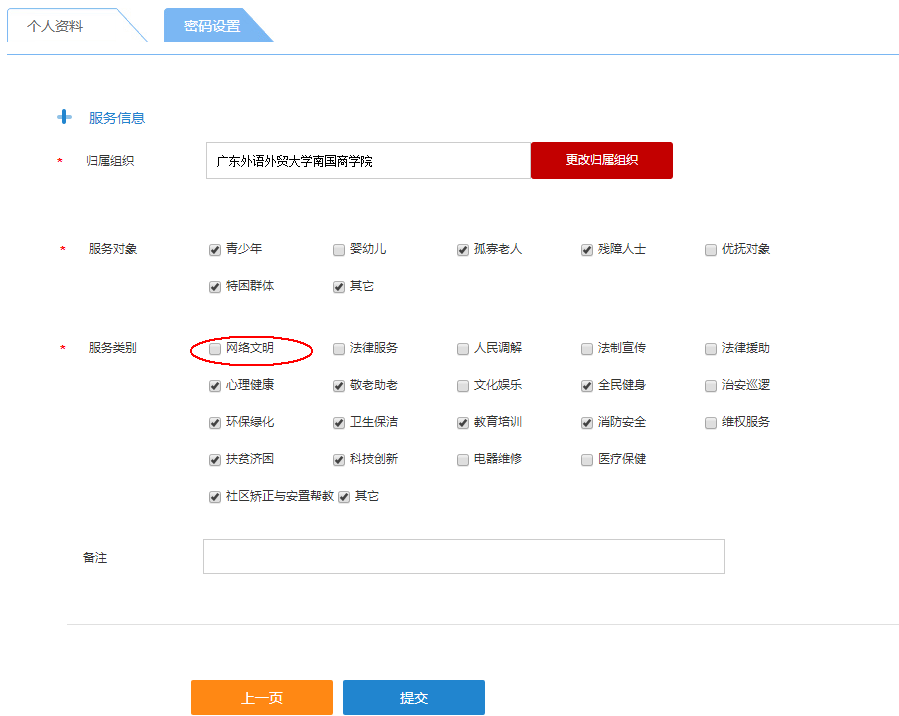 个人资料 密码设置
服务信息
* 归属组织 广东外语外贸大学南国商学院 更改归属组织
* 服务对象 青少年 婴幼儿 孤寡老人 残障人士 优抚对象
特困群体 其它
* 服务类别 网络文明 法律服务 人民调解 法制宣传 法律援助
心理健康 敬老助老 文化娱乐 全民健身 治安巡逻
环保绿化 卫生保洁 教育培训 消防安全 维权服务
扶贫济困 科技创新 电器维修 医疗保健
社区矫正与安置帮教 其它
备注
上一页 提交